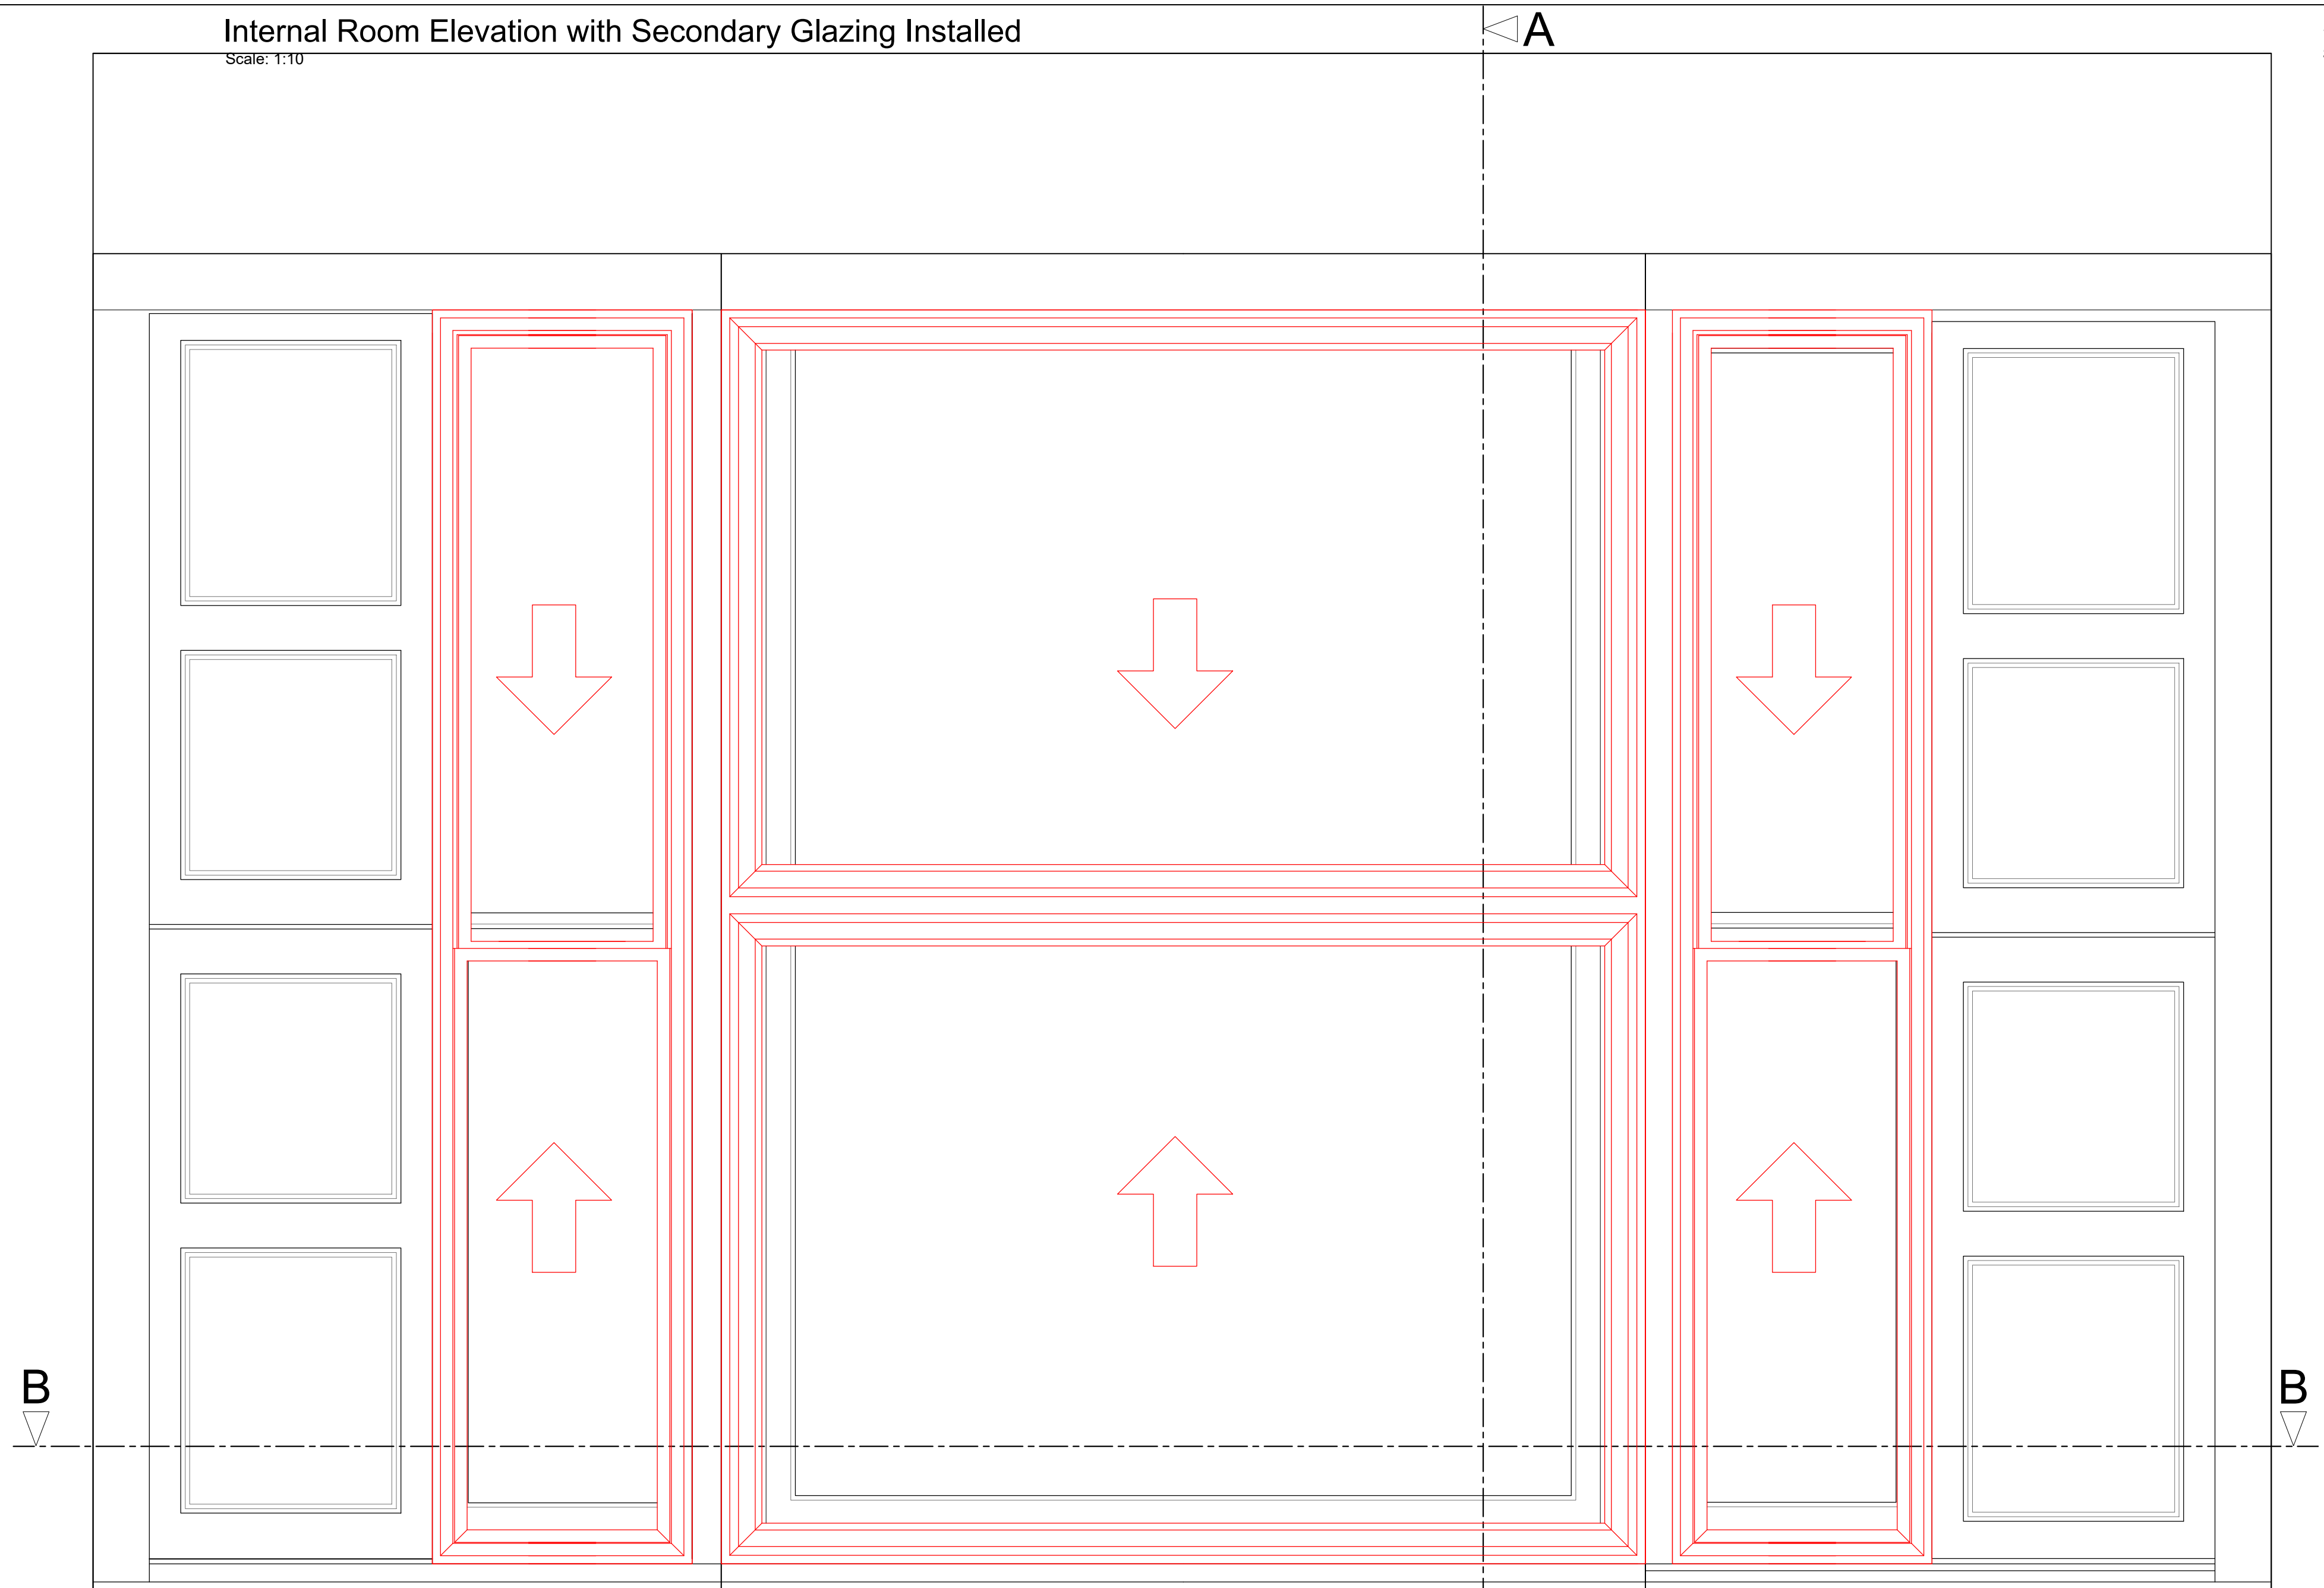 Internal Room Elevation with Secondary Glazing Installed
A
Scale: 1:10
B
B